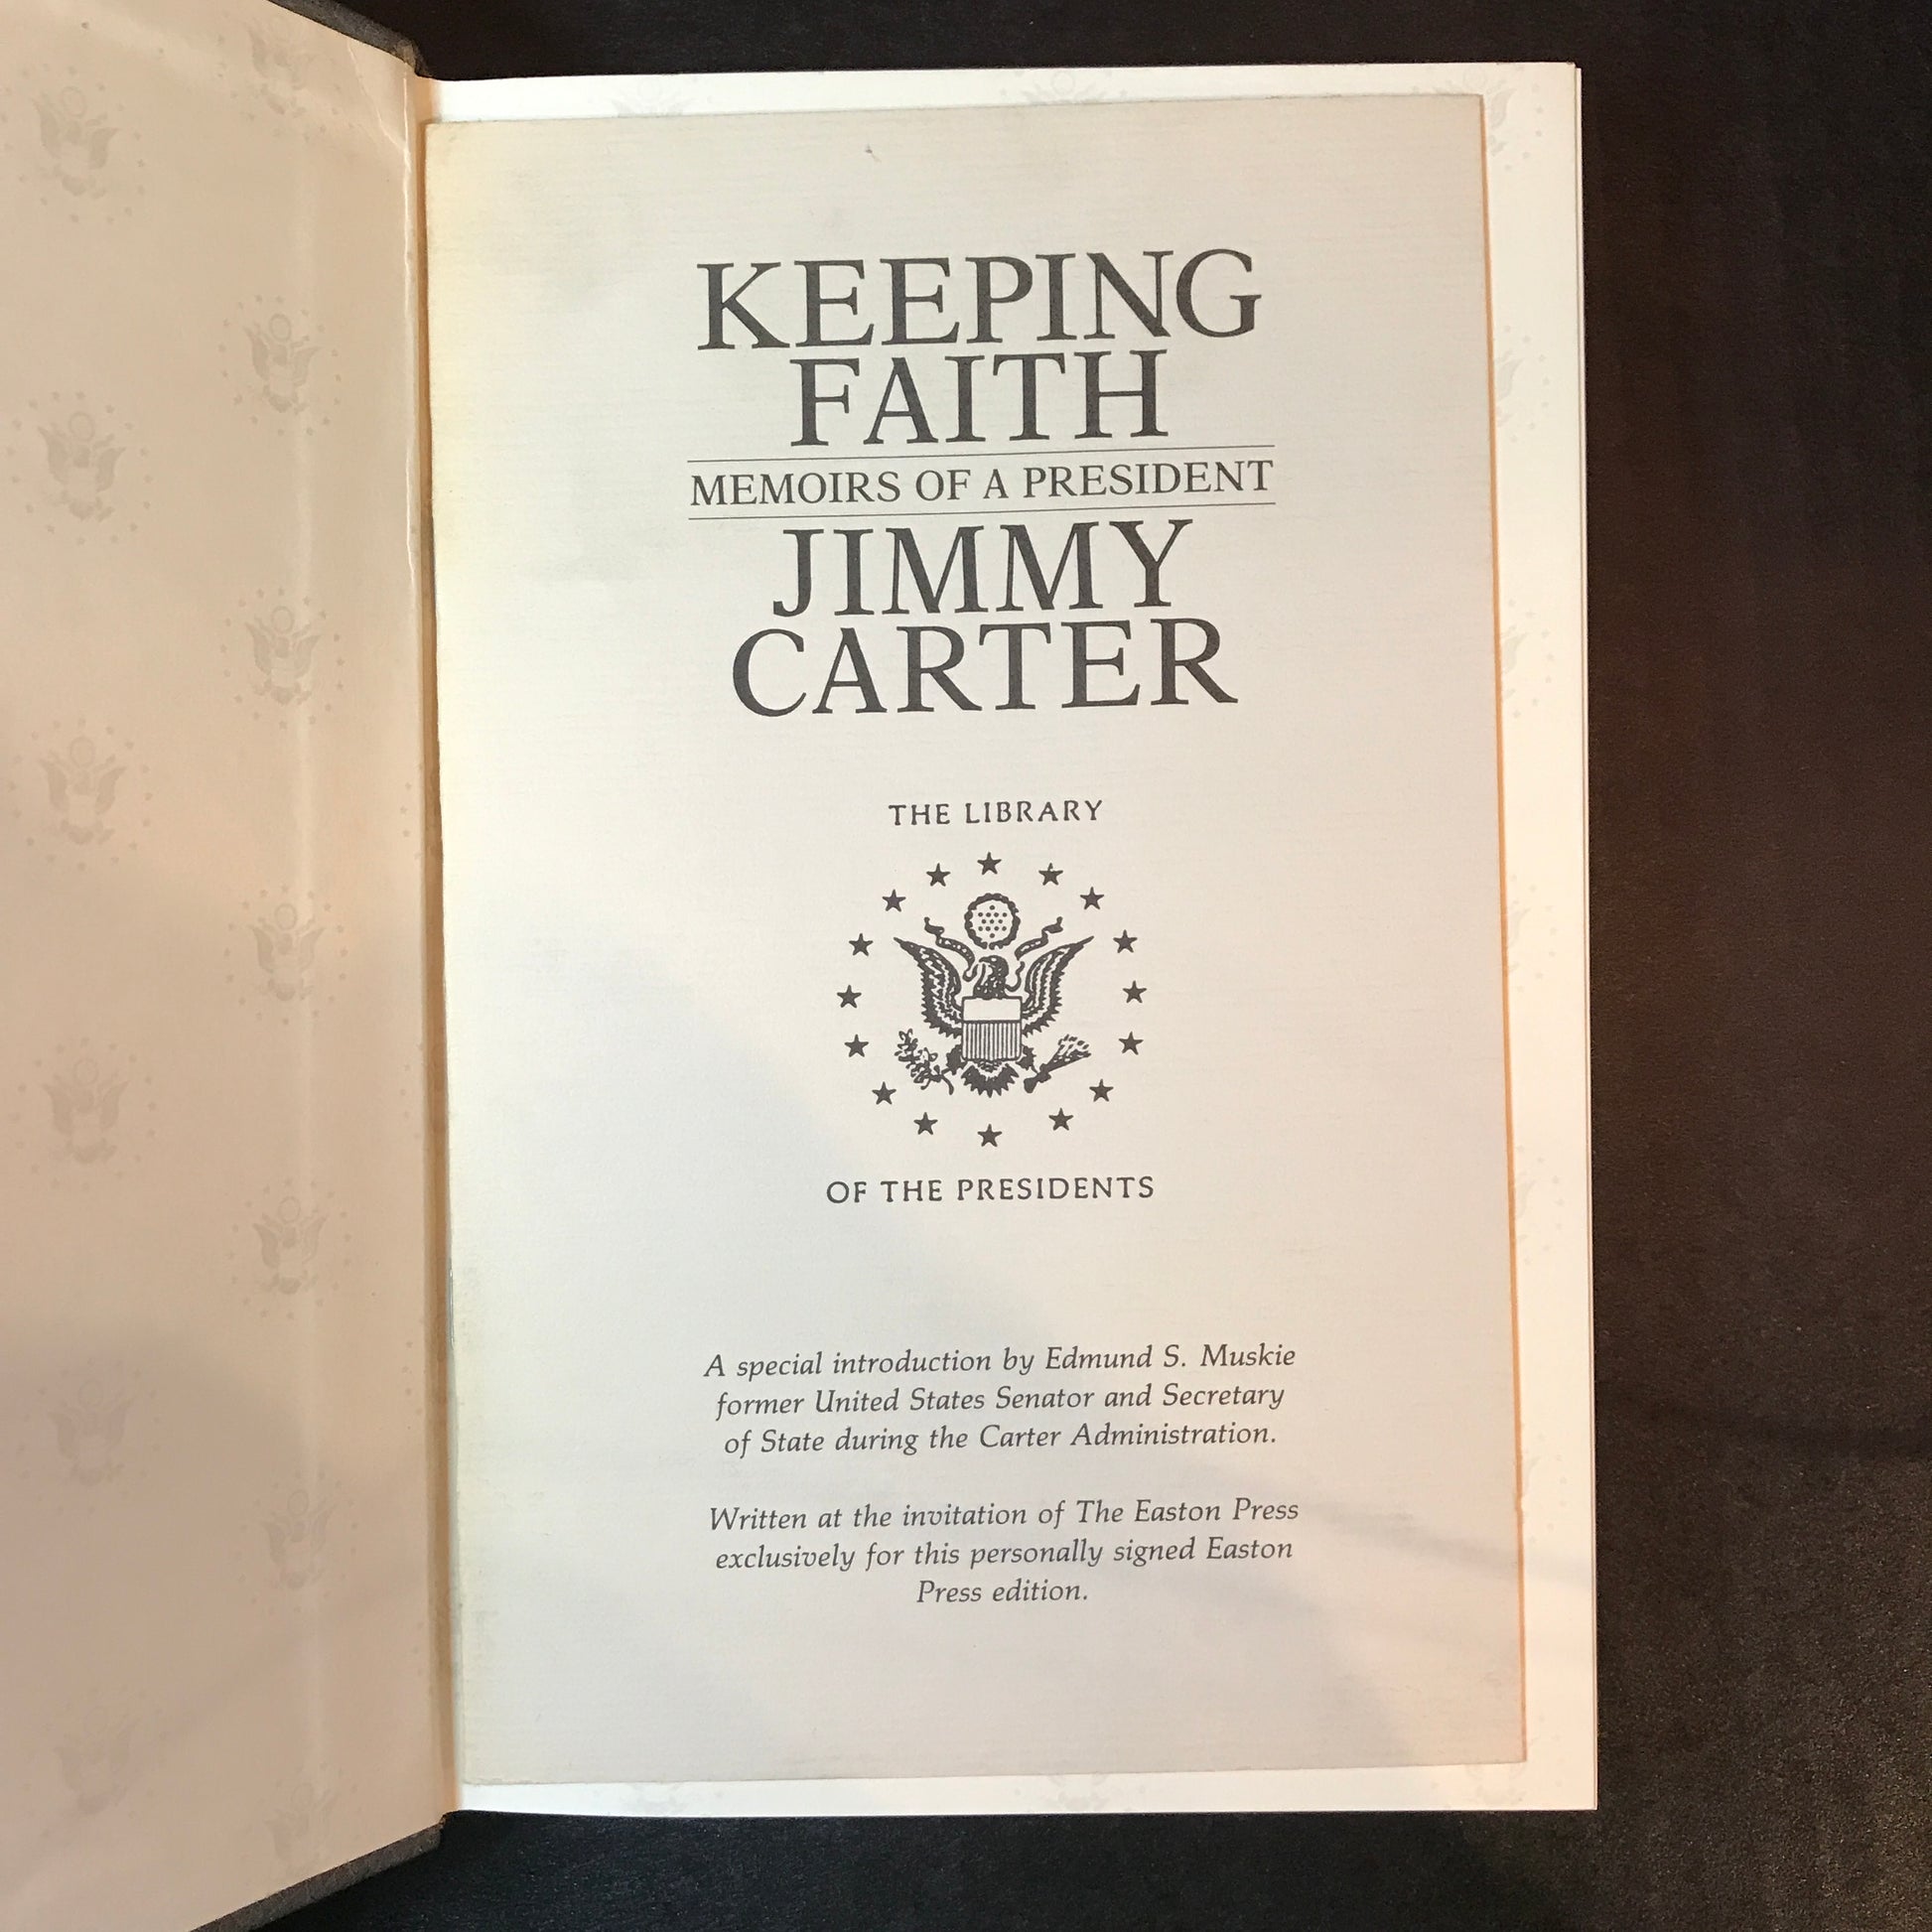 KEEPING
FAITH
MEMOIRS OF A PRESIDENT
JIMMY
CARTER
THE LIBRARY
OF THE PRESIDENTS
A special introduction by Edmund S. Muskie
former United States Senator and Secretary
of State during the Carter Administration.
Written at the invitation of The Easton Press
exclusively for this personally signed Easton
Press edition.